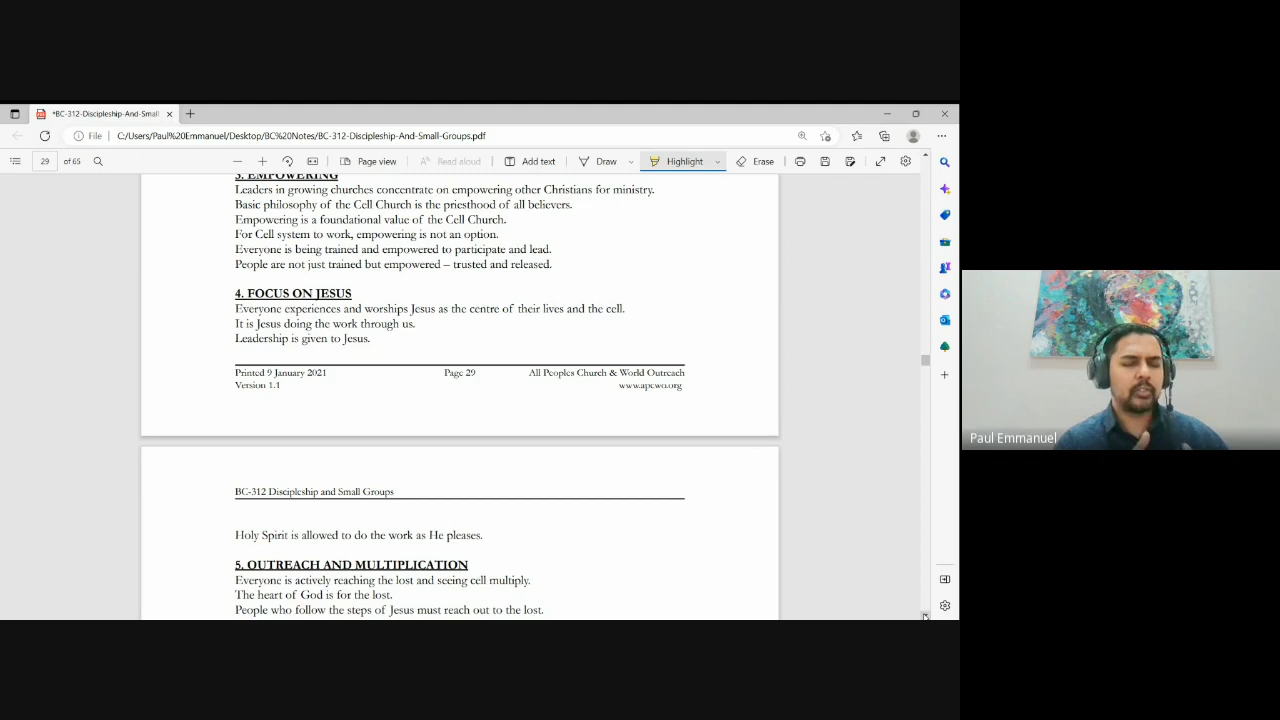 *BC-312-Discipleship-And-Small
File
C:/Users/Paul%20Emmanuel/Desktop/BC%20Notes/BC-312-Discipleship-And-Small-Groups.pdf
29 of 65
Page view
Read aloud
Add text
Draw
Highlight
Erase
3. EMPOWERING
Leaders in growing churches concentrate on empowering other Christians for ministry.
Basic philosophy of the Cell Church is the priesthood of all believers.
Empowering is a foundational value of the Cell Church.
For Cell system to work, empowering is not an option.
Everyone is being trained and empowered to participate and lead.
People are not just trained but empowered – trusted and released.
4. FOCUS ON JESUS
Everyone experiences and worships Jesus as the centre of their lives and the cell.
It is Jesus doing the work through us.
Leadership is given to Jesus.
Printed 9 January 2021 Page 29 All Peoples Church & World Outreach
Version 1.1 www.apcwo.org
BC-312 Discipleship and Small Groups
Holy Spirit is allowed to do the work as He pleases.
5. OUTREACH AND MULTIPLICATION
Everyone is actively reaching the lost and seeing cell multiply.
The heart of God is for the lost.
People who follow the steps of Jesus must reach out to the lost.
Paul Emmanuel